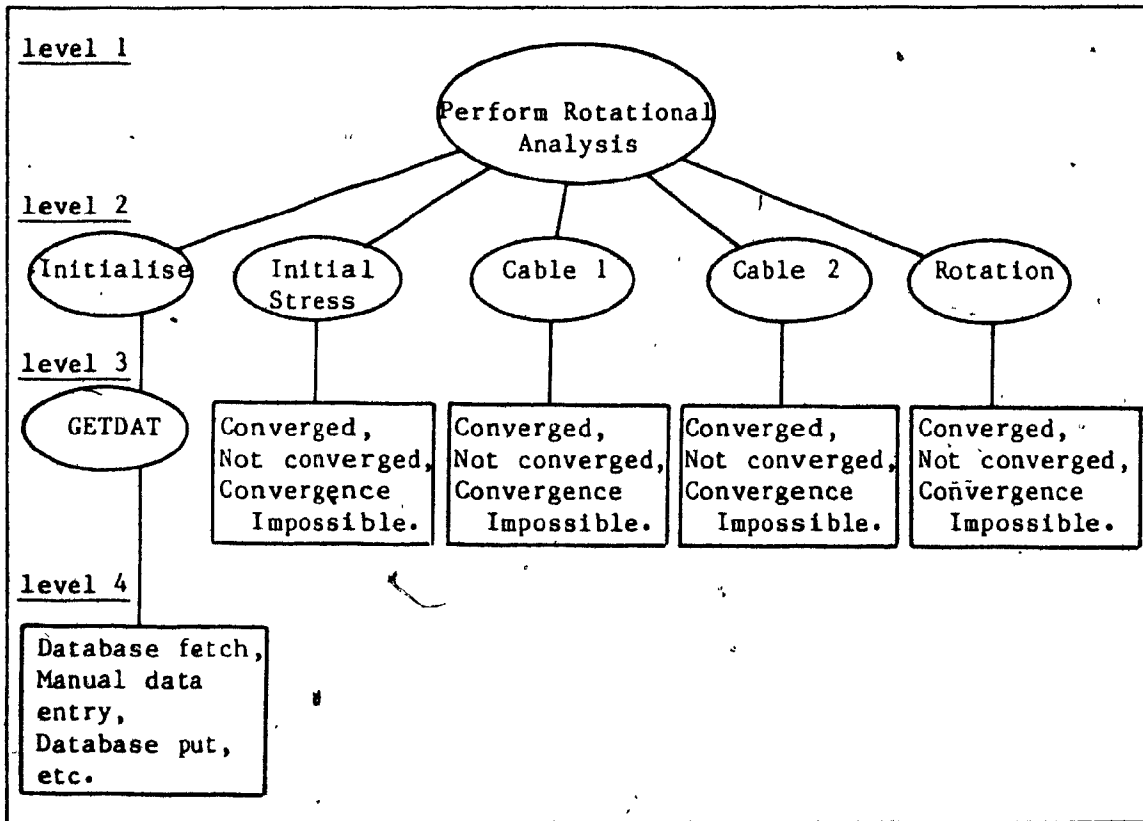 level 1
Perform Rotational
Analysis
level 2
Initialise
Initial
Stress
Cable 1
Cable 2
Rotation
level 3
GETDAT
Converged,
Not converged,
Convergence
Impossible.
Converged,
Not converged,
Convergence
Impossible.
Converged,
Not converged,
Convergence
Impossible.
Converged,
Not converged,
Convergence
Impossible.
level 4
Database fetch,
Manual data
entry,
Database put,
etc.